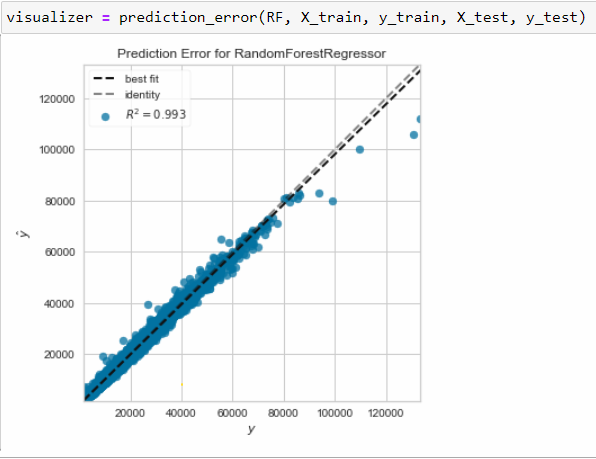 visualizer = prediction_error(RF, X_train, y_train, X_test, y_test)
Prediction Error for RandomForestRegressor
best fit
identity
R² = 0.993
120000
100000
80000
60000
40000
20000
ŷ
20000 40000 60000 80000 100000 120000
y